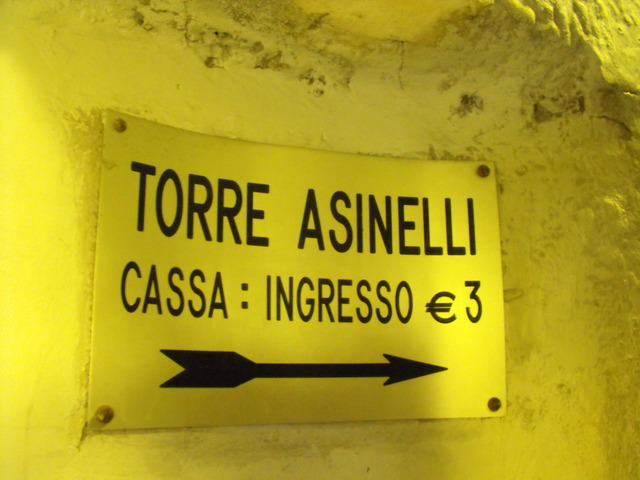 TORRE ASINELLI
CASSA: INGRESSO € 3